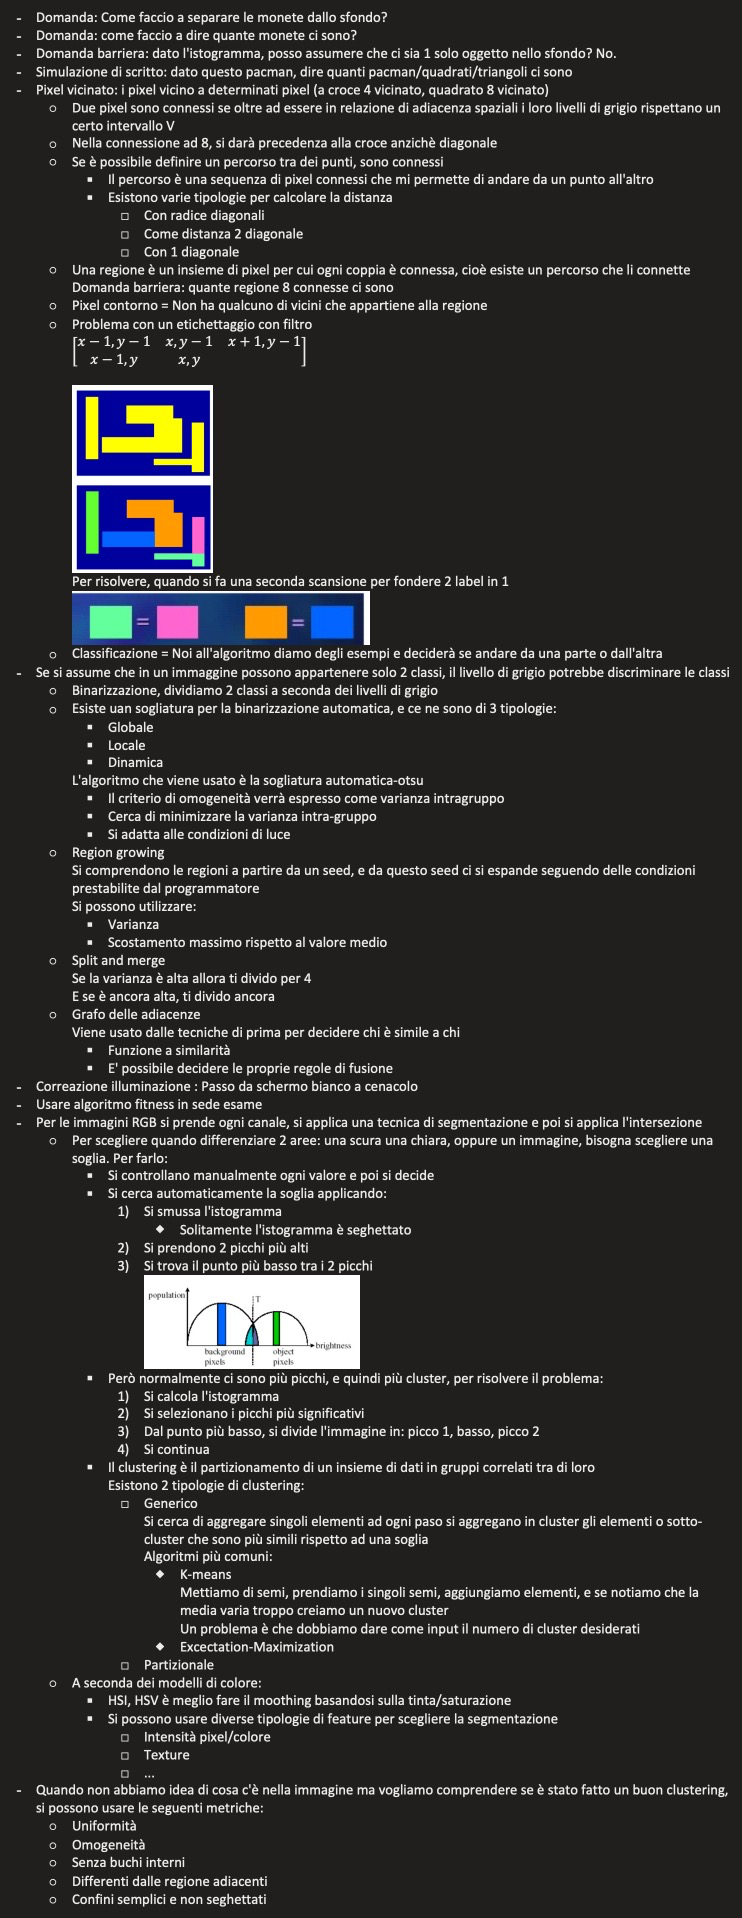 - Domanda: Come faccio a separare le monete dallo sfondo?
- Domanda: come faccio a dire quante monete ci sono?
- Domanda barriera: dato l'istogramma, posso assumere che ci sia 1 solo oggetto nello sfondo? No.
- Simulazione di scritto: dato questo pacman, dire quanti pacman/quadrati/triangoli ci sono
- Pixel vicinato: i pixel vicino a determinati pixel (a croce 4 vicinato, quadrato 8 vicinato)
○ Due pixel sono connessi se oltre ad essere in relazione di adiacenza spaziali i loro livelli di grigio rispettano un
certo intervallo V
○ Nella connessione ad 8, si darà precedenza alla croce anzichè diagonale
○ Se è possibile definire un percorso tra dei punti, sono connessi
▪ Il percorso è una sequenza di pixel connessi che mi permette di andare da un punto all'altro
▪ Esistono varie tipologie per calcolare la distanza
□ Con radice diagonali
□ Come distanza 2 diagonale
□ Con 1 diagonale
○ Una regione è un insieme di pixel per cui ogni coppia è connessa, cioè esiste un percorso che li connette
Domanda barriera: quante regione 8 connesse ci sono
○ Pixel contorno = Non ha qualcuno di vicini che appartiene alla regione
○ Problema con un etichettaggio con filtro
[x − 1, y − 1 x, y − 1 x + 1, y − 1]
x − 1, y x, y
Per risolvere, quando si fa una seconda scansione per fondere 2 label in 1
= =
○ Classificazione = Noi all'algoritmo diamo degli esempi e deciderà se andare da una parte o dall'altra
- Se si assume che in un immaggine possono appartenere solo 2 classi, il livello di grigio potrebbe discriminare le classi
○ Binarizzazione, dividiamo 2 classi a seconda dei livelli di grigio
○ Esiste uan sogliatura per la binarizzazione automatica, e ce ne sono di 3 tipologie:
▪ Globale
▪ Locale
▪ Dinamica
L'algoritmo che viene usato è la sogliatura automatica-otsu
▪ Il criterio di omogeneità verrà espresso come varianza intragruppo
▪ Cerca di minimizzare la varianza intra-gruppo
▪ Si adatta alle condizioni di luce
○ Region growing
Si comprendono le regioni a partire da un seed, e da questo seed ci si espande seguendo delle condizioni
prestabilite dal programmatore
Si possono utilizzare:
▪ Varianza
▪ Scostamento massimo rispetto al valore medio
○ Split and merge
Se la varianza è alta allora ti divido per 4
E se è ancora alta, ti divido ancora
○ Grafo delle adiacenze
Viene usato dalle tecniche di prima per decidere chi è simile a chi
▪ Funzione a similarità
▪ E' possibile decidere le proprie regole di fusione
- Correazione illuminazione : Passo da schermo bianco a cenacolo
- Usare algoritmo fitness in sede esame
- Per le immagini RGB si prende ogni canale, si applica una tecnica di segmentazione e poi si applica l'intersezione
○ Per scegliere quando differenziare 2 aree: una scura una chiara, oppure un immagine, bisogna scegliere una
soglia. Per farlo:
▪ Si controllano manualmente ogni valore e poi si decide
▪ Si cerca automaticamente la soglia applicando:
1) Si smussa l'istogramma
◆ Solitamente l'istogramma è seghettato
2) Si prendono 2 picchi più alti
3) Si trova il punto più basso tra i 2 picchi
population
T
brightness
background object
pixels pixels
▪ Però normalmente ci sono più picchi, e quindi più cluster, per risolvere il problema:
1) Si calcola l'istogramma
2) Si selezionano i picchi più significativi
3) Dal punto più basso, si divide l'immagine in: picco 1, basso, picco 2
4) Si continua
▪ Il clustering è il partizionamento di un insieme di dati in gruppi correlati tra di loro
Esistono 2 tipologie di clustering:
□ Generico
Si cerca di aggregare singoli elementi ad ogni paso si aggregano in cluster gli elementi o sotto-
cluster che sono più simili rispetto ad una soglia
Algoritmi più comuni:
◆ K-means
Mettiamo di semi, prendiamo i singoli semi, aggiungiamo elementi, e se notiamo che la
media varia troppo creiamo un nuovo cluster
Un problema è che dobbiamo dare come input il numero di cluster desiderati
◆ Excectation-Maximization
□ Partizionale
○ A seconda dei modelli di colore:
▪ HSI, HSV è meglio fare il moothing basandosi sulla tinta/saturazione
▪ Si possono usare diverse tipologie di feature per scegliere la segmentazione
□ Intensità pixel/colore
□ Texture
□ ...
- Quando non abbiamo idea di cosa c'è nella immagine ma vogliamo comprendere se è stato fatto un buon clustering,
si possono usare le seguenti metriche:
○ Uniformità
○ Omogeneità
○ Senza buchi interni
○ Differenti dalle regione adiacenti
○ Confini semplici e non seghettati